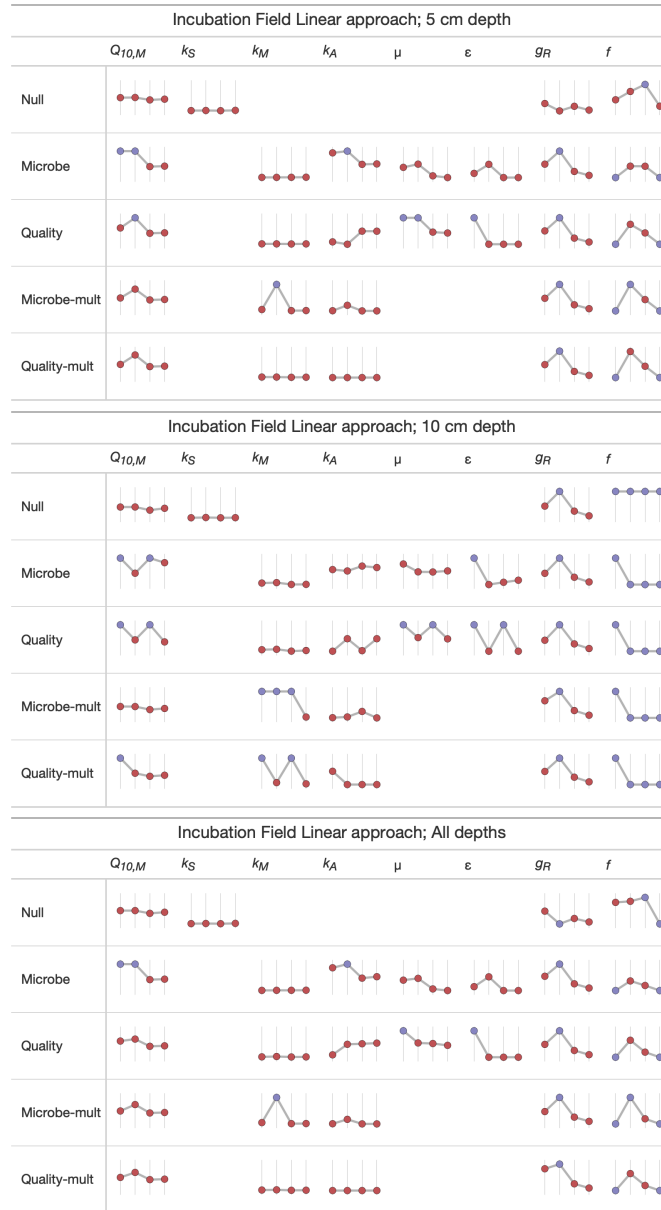 Incubation Field Linear approach; 5 cm depth
Q10,M kS kM kA μ ε gR f
Null
Microbe
Quality
Microbe-mult
Quality-mult
Incubation Field Linear approach; 10 cm depth
Q10,M kS kM kA μ ε gR f
Null
Microbe
Quality
Microbe-mult
Quality-mult
Incubation Field Linear approach; All depths
Q10,M kS kM kA μ ε gR f
Null
Microbe
Quality
Microbe-mult
Quality-mult